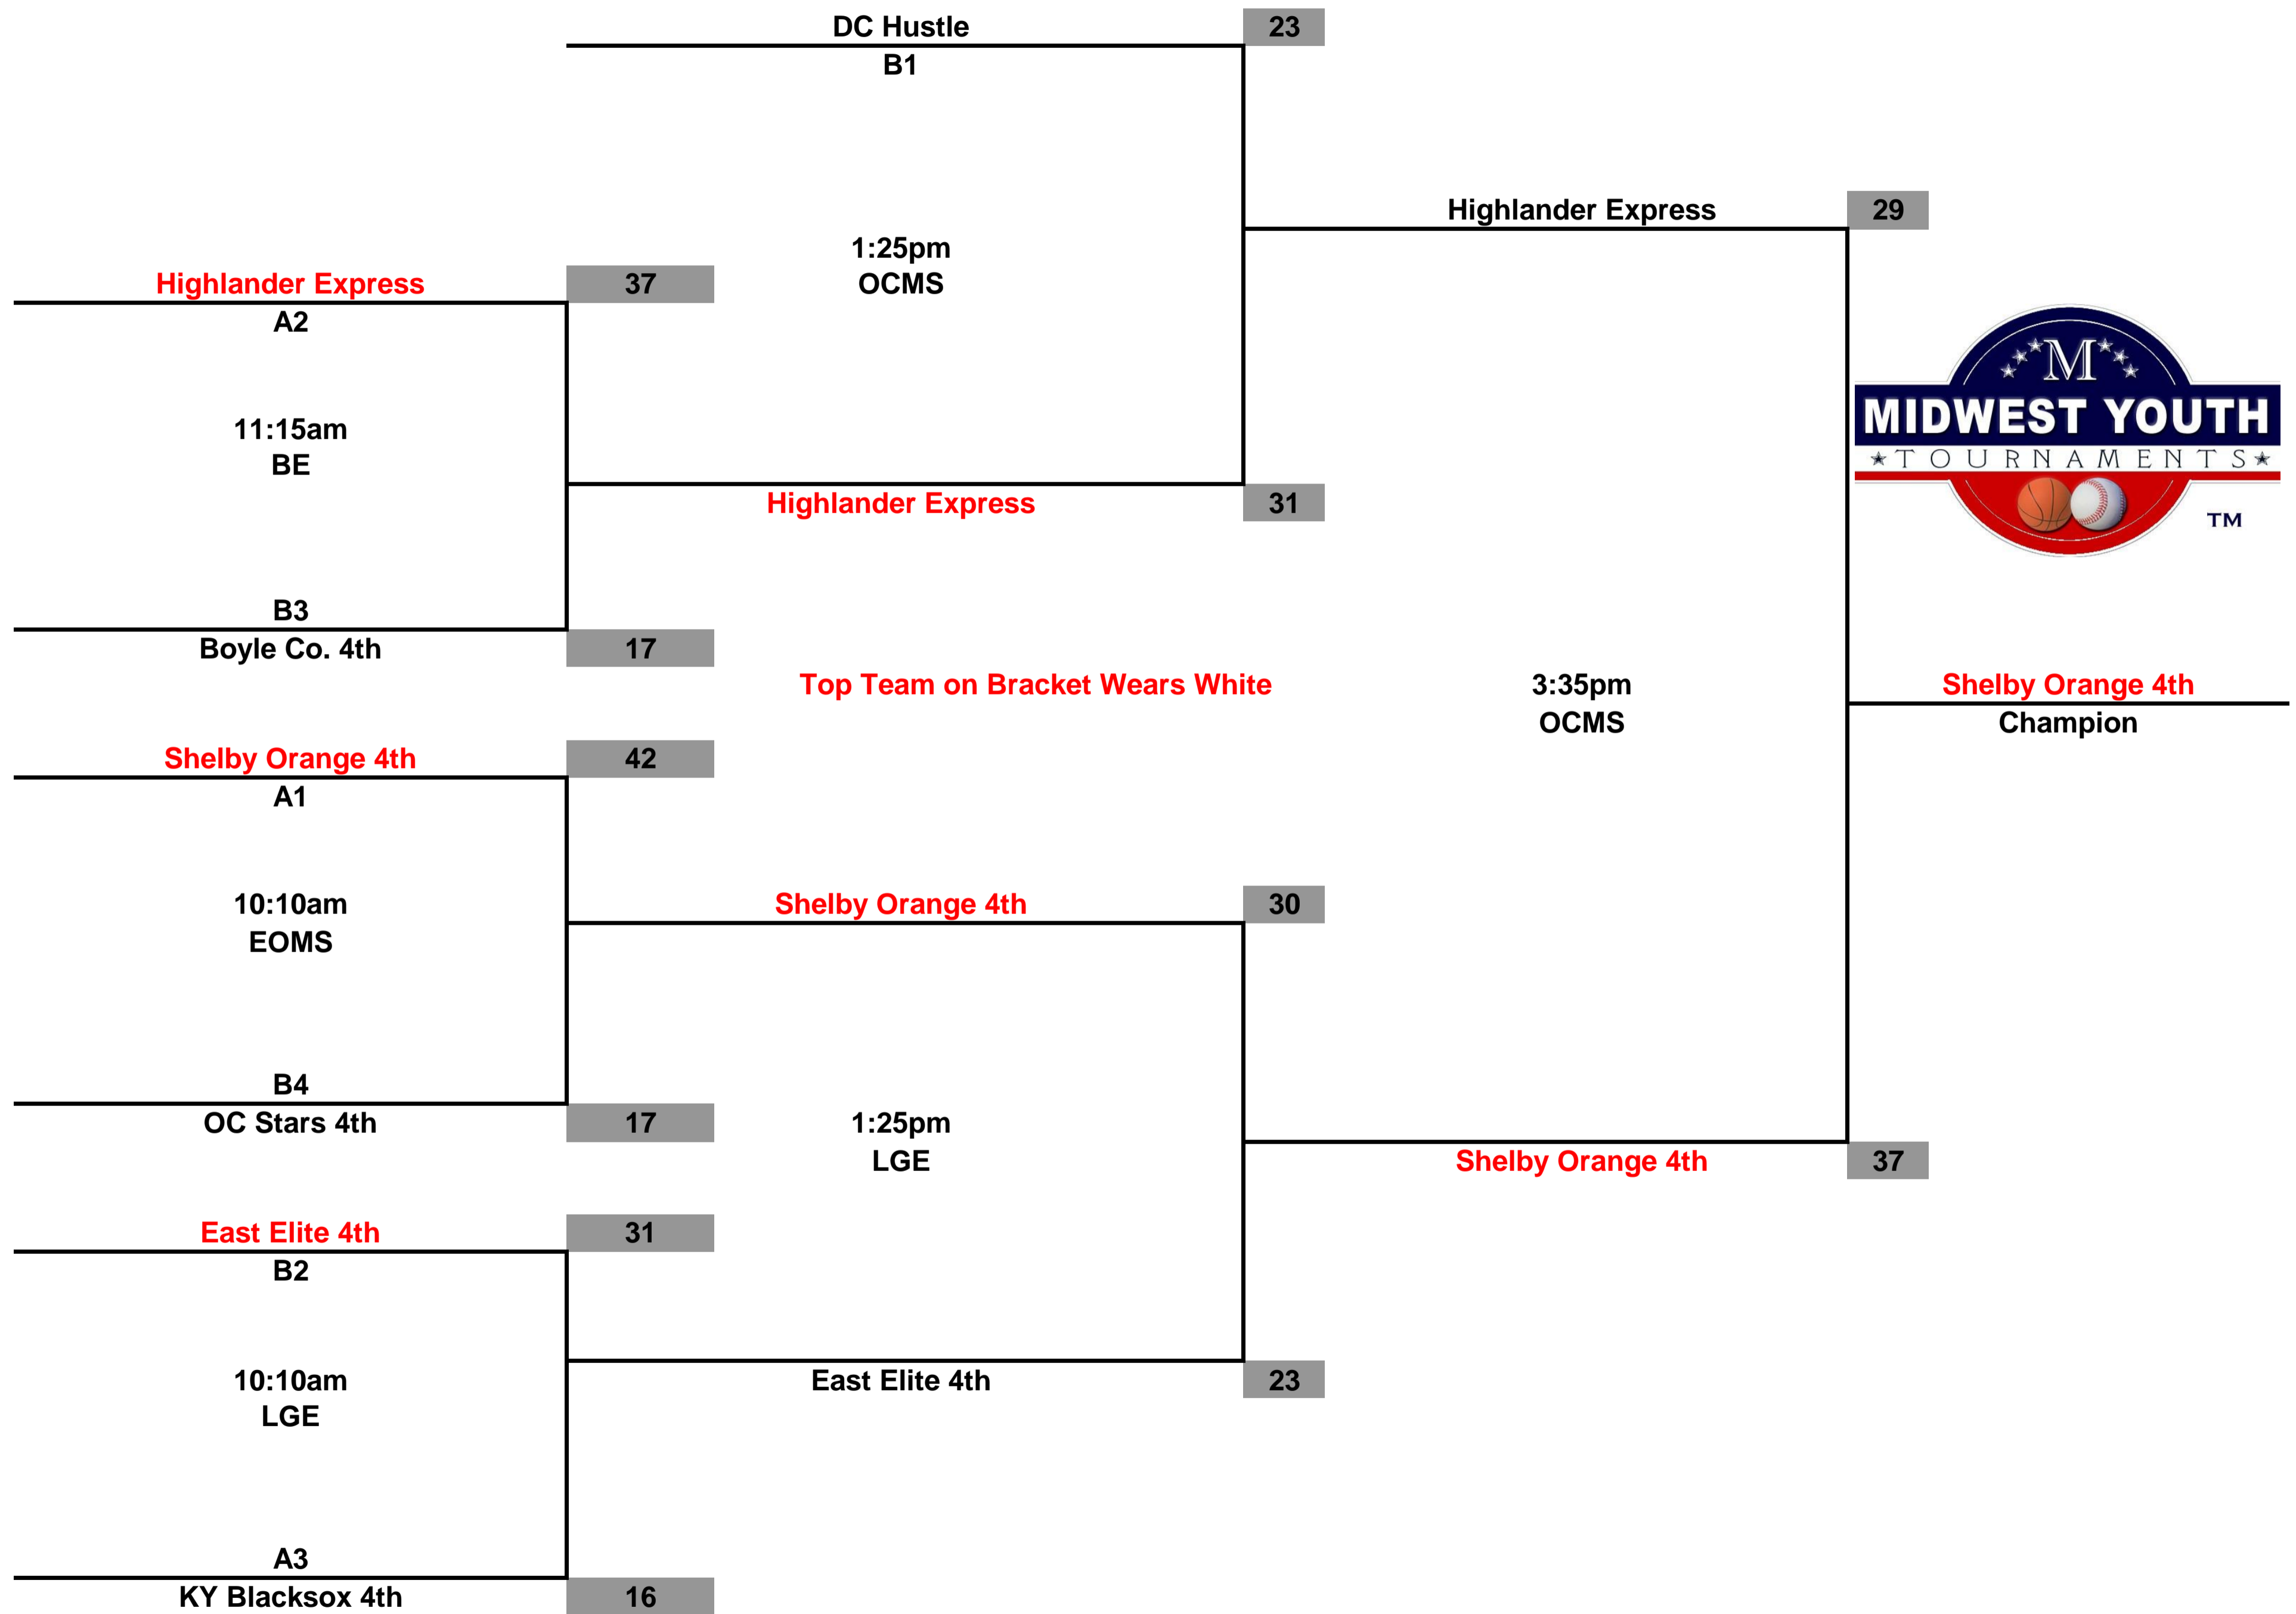 DC Hustle 23
B1
Highlander Express 29
1:25pm
OCMS
Highlander Express 37
A2
M
MIDWEST YOUTH
TOURNAMENTS
TM
11:15am
BE
Highlander Express 31
B3
Boyle Co. 4th 17
Top Team on Bracket Wears White
3:35pm
OCMS
Shelby Orange 4th
Champion
Shelby Orange 4th 42
A1
10:10am
EOMS
Shelby Orange 4th 30
B4
OC Stars 4th 17
1:25pm
LGE
Shelby Orange 4th 37
East Elite 4th 31
B2
10:10am
LGE
East Elite 4th 23
A3
KY Blacksox 4th 16